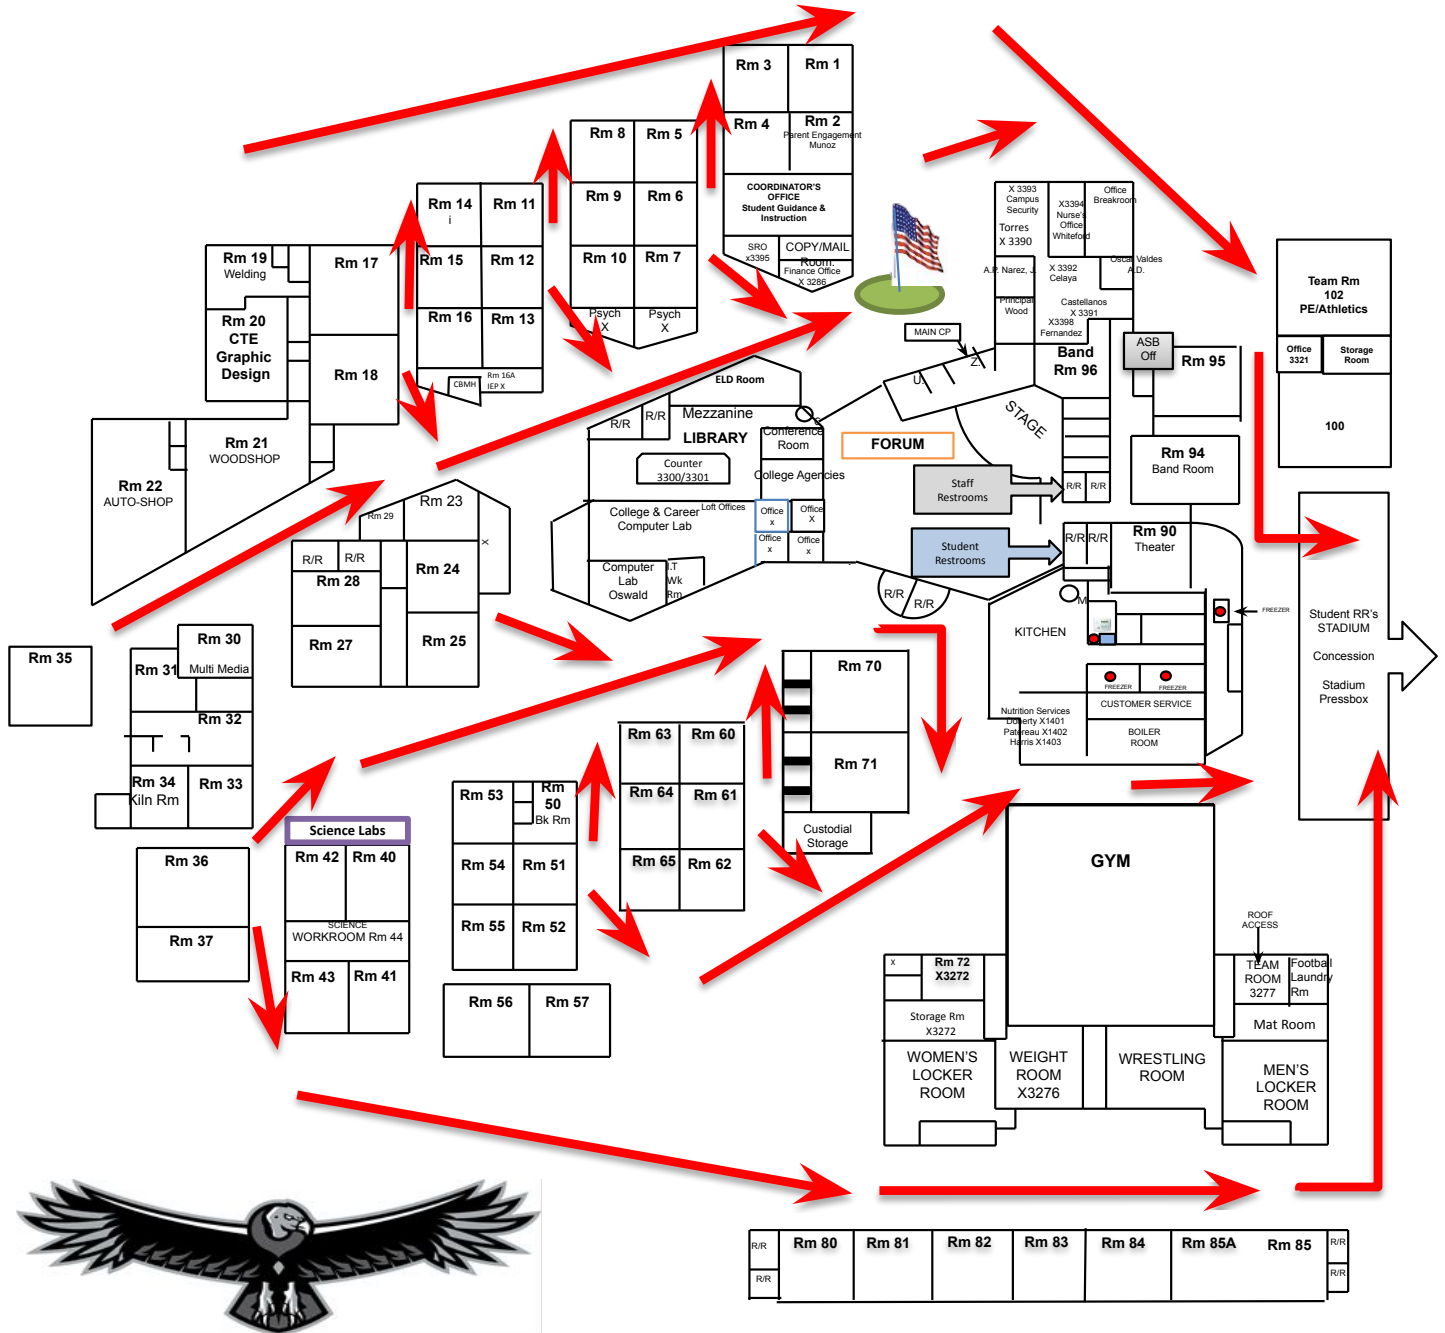 Rm 3
Rm 1
Rm 4
Rm 2
Parent Engagement
Munoz
COORDINATOR'S
OFFICE
Student Guidance &
Instruction
SRO
x3395
COPY/MAIL
Room.
Finance Office
X 3286
Rm 8
Rm 5
Rm 9
Rm 6
Rm 10
Rm 7
Psych
X
Psych
X
Rm 14
i
Rm 11
Rm 15
Rm 12
Rm 16
Rm 13
CBMH
Rm 16A
IEP X
Rm 19
Welding
Rm 17
Rm 20
CTE
Graphic
Design
Rm 18
Rm 21
WOODSHOP
Rm 22
AUTO-SHOP
X 3393
Campus
Security
Torres
X 3390
X3394
Nurse's
Office
Whiteford
Office
Breakroom
A.P. Narez, J.
X 3392
Celaya
Oscar Valdes
A.D.
Principal
Wood
Castellanos
X 3391
X3398
Fernandez
MAIN CP
U.
Z.
Band
Rm 96
ASB
Off
Rm 95
Team Rm
102
PE/Athletics
Office
3321
Storage
Room
100
ELD Room
R/R
R/R
Mezzanine
LIBRARY
Counter
3300/3301
C
Conference
Room
College Agencies
FORUM
STAGE
Staff
Restrooms
R/R
R/R
Rm 94
Band Room
College & Career
Computer Lab
Loft Offices
Office
x
Office
X
Office
x
Office
x
Computer
Lab
Oswald
I.T
Wk
Rm
Student
Restrooms
R/R
R/R
Rm 90
Theater
R/R
R/R
Rm 23
Rm 29
X
R/R
R/R
Rm 28
Rm 24
Rm 27
Rm 25
M
KITCHEN
FREEZER
FREEZER
FREEZER
CUSTOMER SERVICE
Nutrition Services
Doherty X1401
Patereau X1402
Harris X1403
BOILER
ROOM
Student RR's
STADIUM
Concession
Stadium
Pressbox
Rm 35
Rm 30
Multi Media
Rm 31
Rm 32
Rm 34
Kiln Rm
Rm 33
Rm 36
Rm 37
Science Labs
Rm 42
Rm 40
SCIENCE
WORKROOM Rm 44
Rm 43
Rm 41
Rm 53
Rm
50
Bk Rm
Rm 54
Rm 51
Rm 55
Rm 52
Rm 56
Rm 57
Rm 63
Rm 60
Rm 64
Rm 61
Rm 65
Rm 62
Rm 70
Rm 71
Custodial
Storage
GYM
ROOF
ACCESS
x
Rm 72
X3272
Storage Rm
X3272
WOMEN'S
LOCKER
ROOM
WEIGHT
ROOM
X3276
WRESTLING
ROOM
TEAM
ROOM
3277
Football
Laundry
Rm
Mat Room
MEN'S
LOCKER
ROOM
R/R
R/R
Rm 80
Rm 81
Rm 82
Rm 83
Rm 84
Rm 85A
Rm 85
R/R
R/R